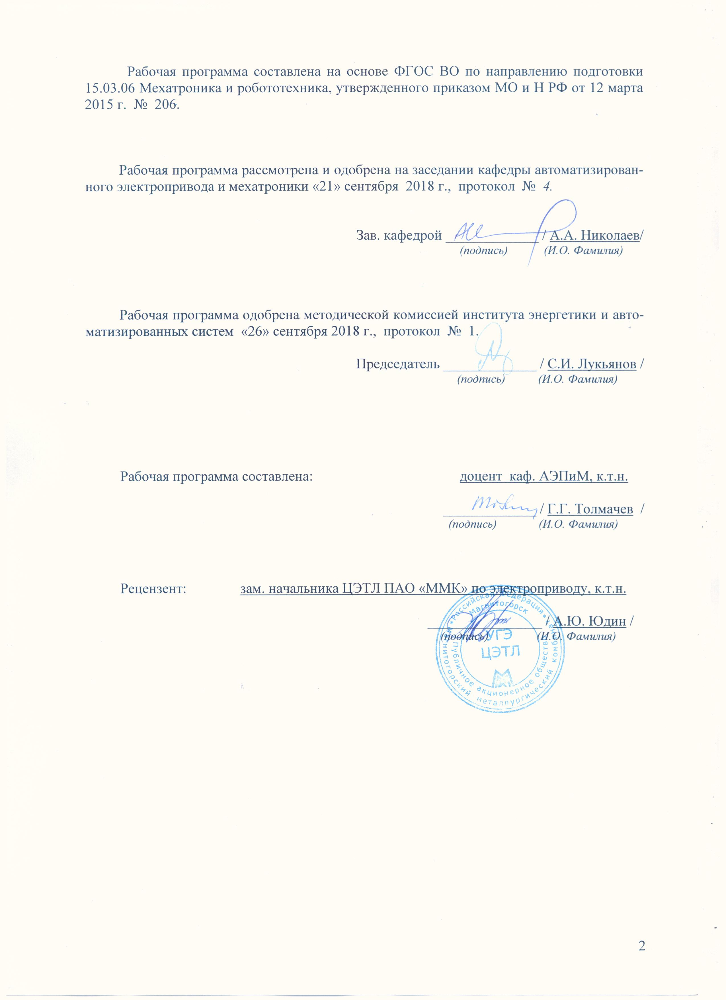 Рабочая программа составлена на основе ФГОС ВО по направлению подготовки
15.03.06 Мехатроника и робототехника, утвержденного приказом МО и Н РФ от 12 марта
2015 г. № 206.
Рабочая программа рассмотрена и одобрена на заседании кафедры автоматизирован-
ного электропривода и мехатроники «21» сентября 2018 г., протокол № 4.
Зав. кафедрой ____________ / А.А. Николаев/
(подпись) (И.О. Фамилия)
Рабочая программа одобрена методической комиссией института энергетики и авто-
матизированных систем «26» сентября 2018 г., протокол № 1.
Председатель ____________ / С.И. Лукьянов /
(подпись) (И.О. Фамилия)
Рабочая программа составлена: доцент каф. АЭПиМ, к.т.н.
____________ / Г.Г. Толмачев /
(подпись) (И.О. Фамилия)
Рецензент: зам. начальника ЦЭТЛ ПАО «ММК» по электроприводу, к.т.н.
____________ / А.Ю. Юдин /
(подпись) (И.О. Фамилия)
*Российская Федерация*
Магнитогорск
Магнитогорский металлургический комбинат
Публичное акционерное общество
УГЭ
ЦЭТЛ
2